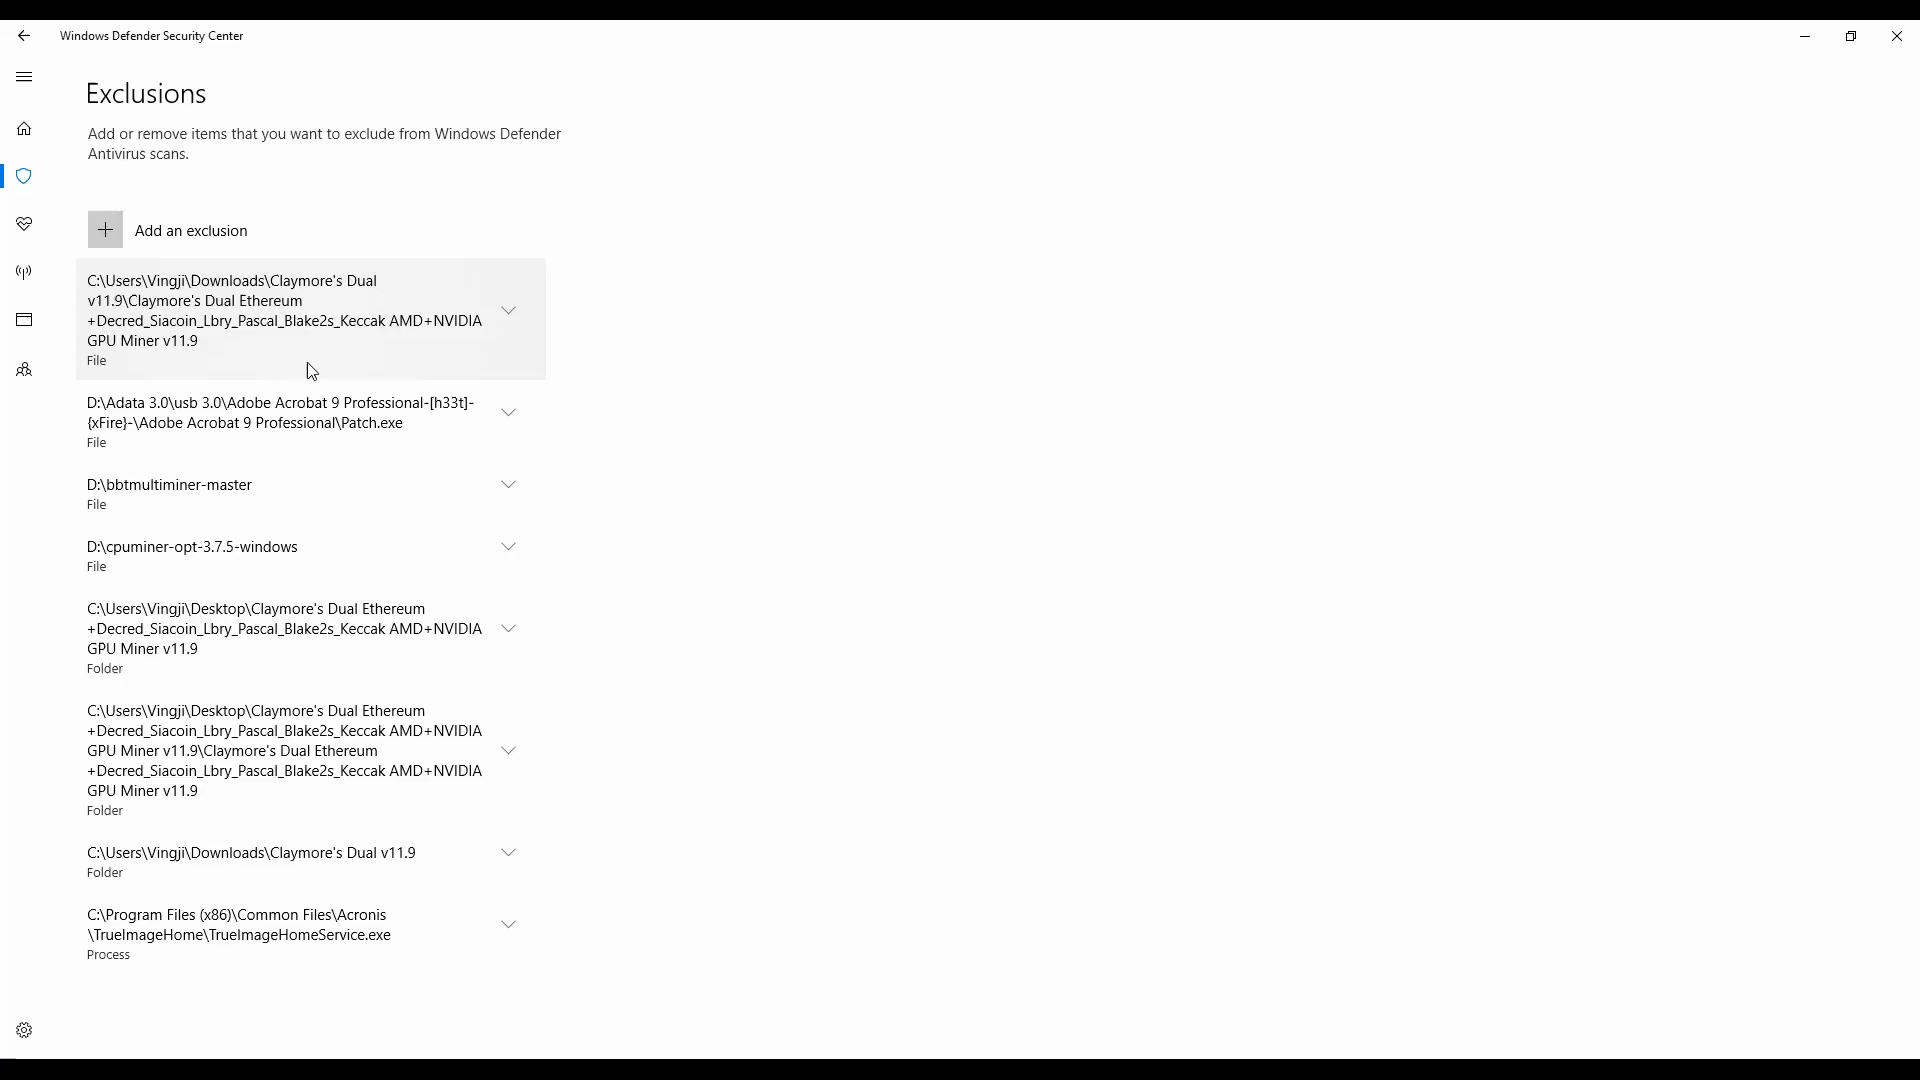 Windows Defender Security Center
Exclusions
Add or remove items that you want to exclude from Windows Defender
Antivirus scans.
Add an exclusion
C:\Users\Vingji\Downloads\Claymore's Dual
v11.9\Claymore's Dual Ethereum
+Decred_Siacoin_Lbry_Pascal_Blake2s_Keccak AMD+NVIDIA
GPU Miner v11.9
File
D:\Adata 3.0\usb 3.0\Adobe Acrobat 9 Professional-[h33t]-
{xFire}-\Adobe Acrobat 9 Professional\Patch.exe
File
D:\bbtmultiminer-master
File
D:\cpuminer-opt-3.7.5-windows
File
C:\Users\Vingji\Desktop\Claymore's Dual Ethereum
+Decred_Siacoin_Lbry_Pascal_Blake2s_Keccak AMD+NVIDIA
GPU Miner v11.9
Folder
C:\Users\Vingji\Desktop\Claymore's Dual Ethereum
+Decred_Siacoin_Lbry_Pascal_Blake2s_Keccak AMD+NVIDIA
GPU Miner v11.9\Claymore's Dual Ethereum
+Decred_Siacoin_Lbry_Pascal_Blake2s_Keccak AMD+NVIDIA
GPU Miner v11.9
Folder
C:\Users\Vingji\Downloads\Claymore's Dual v11.9
Folder
C:\Program Files (x86)\Common Files\Acronis
\TrueImageHome\TrueImageHomeService.exe
Process